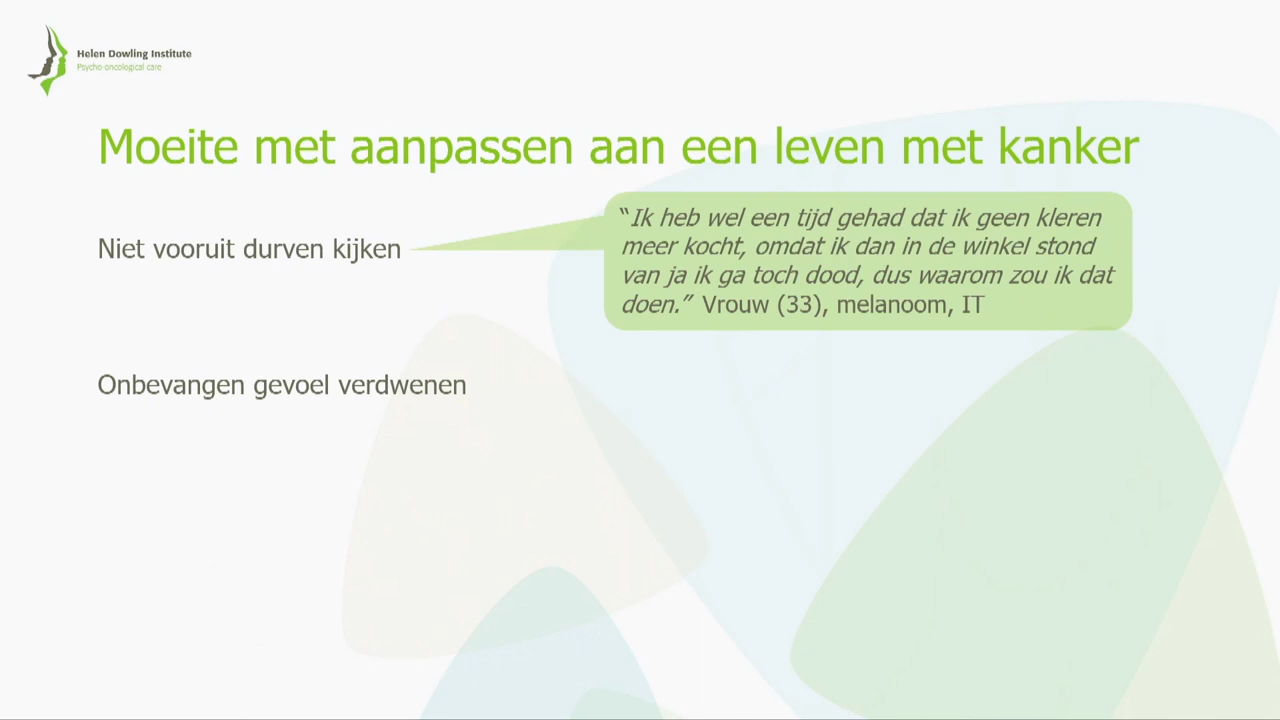 Helen Dowling Institute
Psycho-oncological care
Moeite met aanpassen aan een leven met kanker
Niet vooruit durven kijken
“Ik heb wel een tijd gehad dat ik geen kleren
meer kocht, omdat ik dan in de winkel stond
van ja ik ga toch dood, dus waarom zou ik dat
doen.” Vrouw (33), melanoom, IT
Onbevangen gevoel verdwenen